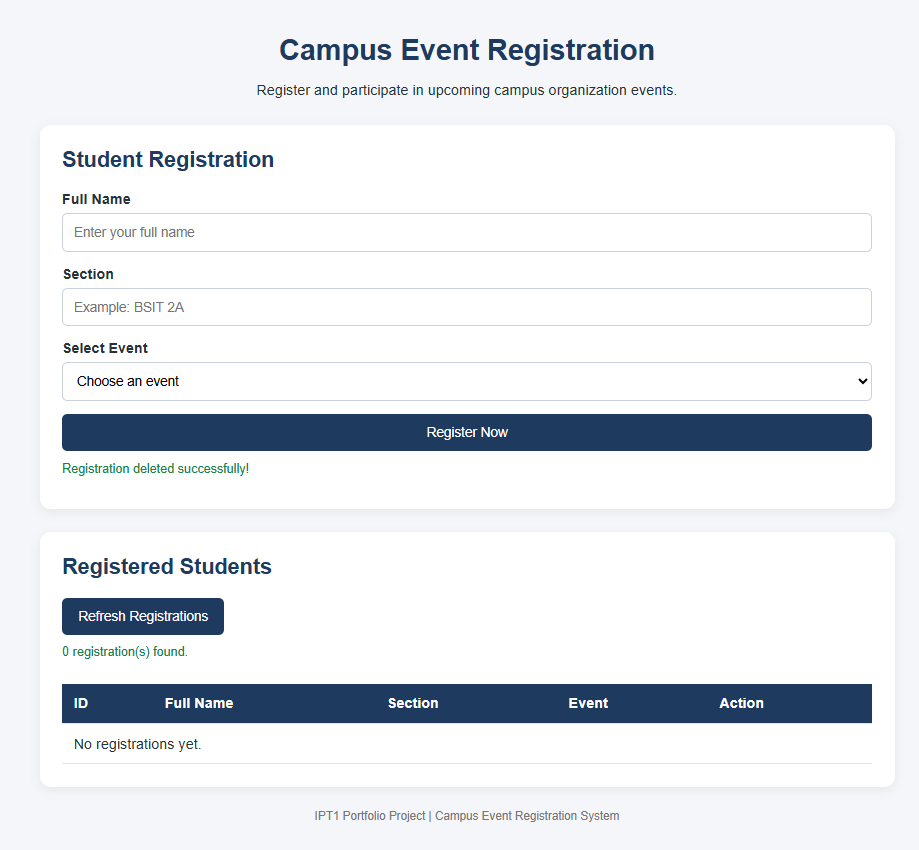 Campus Event Registration
Register and participate in upcoming campus organization events.
Student Registration
Full Name
Enter your full name
Section
Example: BSIT 2A
Select Event
Choose an event
Register Now
Registration deleted successfully!
Registered Students
Refresh Registrations
0 registration(s) found.
ID Full Name Section Event Action
No registrations yet.
IPT1 Portfolio Project | Campus Event Registration System